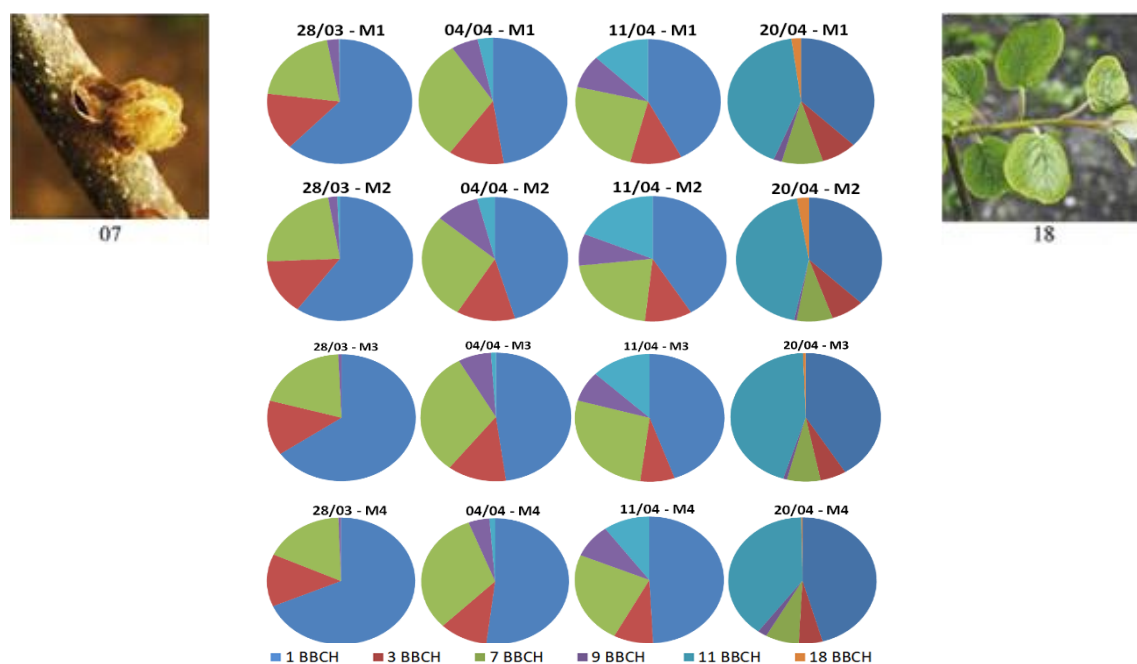 28/03 - M1
04/04 - M1
11/04 - M1
20/04 - M1
28/03 - M2
04/04 - M2
11/04 - M2
20/04 - M2
07
18
28/03 - M3
04/04 - M3
11/04 - M3
20/04 - M3
28/03 - M4
04/04 - M4
11/04 - M4
20/04 - M4
1 BBCH 3 BBCH 7 BBCH 9 BBCH 11 BBCH 18 BBCH